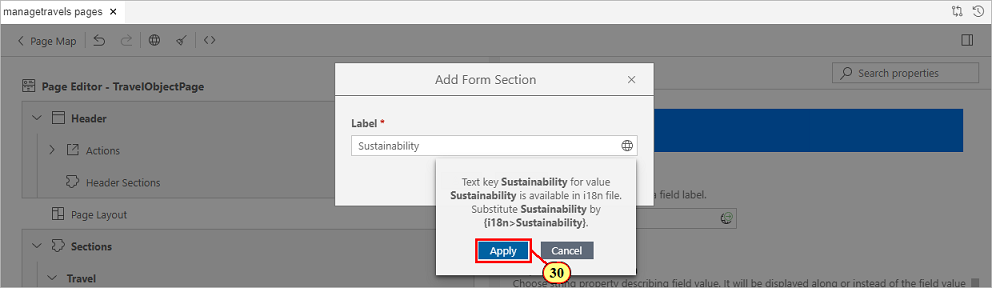 managetravels pages
Page Map
Search properties
Page Editor - TravelObjectPage
Header
Actions
Header Sections
Page Layout
Sections
Travel
Add Form Section
Label *
Sustainability
Text key Sustainability for value
Sustainability is available in i18n file.
Substitute Sustainability by
{i18n>Sustainability}.
Apply
Cancel
30
a field label.
Choose string property describing field value. It will be displayed along or instead of the field value